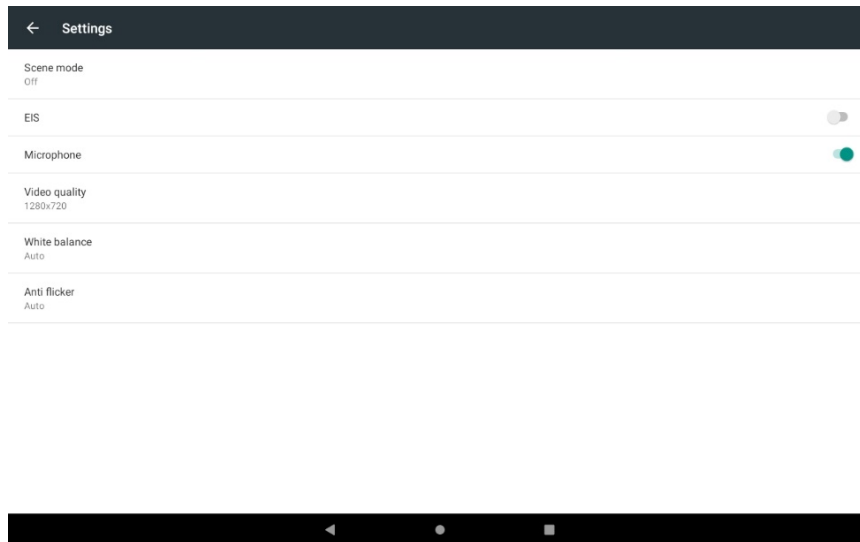 Settings
Scene mode
Off
EIS
Microphone
Video quality
1280x720
White balance
Auto
Anti flicker
Auto